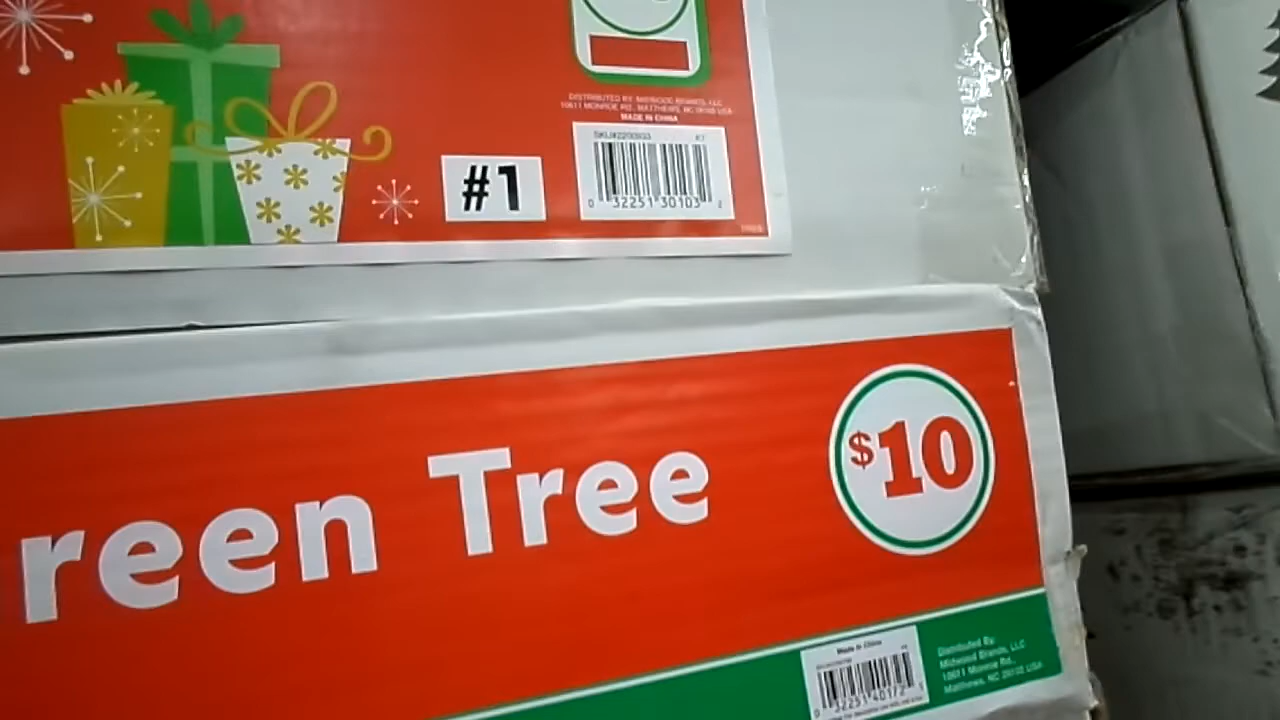 DISTRIBUTED BY: MIDWOOD BRANDS, LLC
10611 MONROE RD., MATTHEWS, NC 28105 USA
MADE IN CHINA
#1
0 32251 30103 2
reen Tree
$10
Made in China
0 32251 40172
Distributed By:
Midwood Brands, LLC
10611 Monroe Rd.,
Matthews, NC 28105 USA